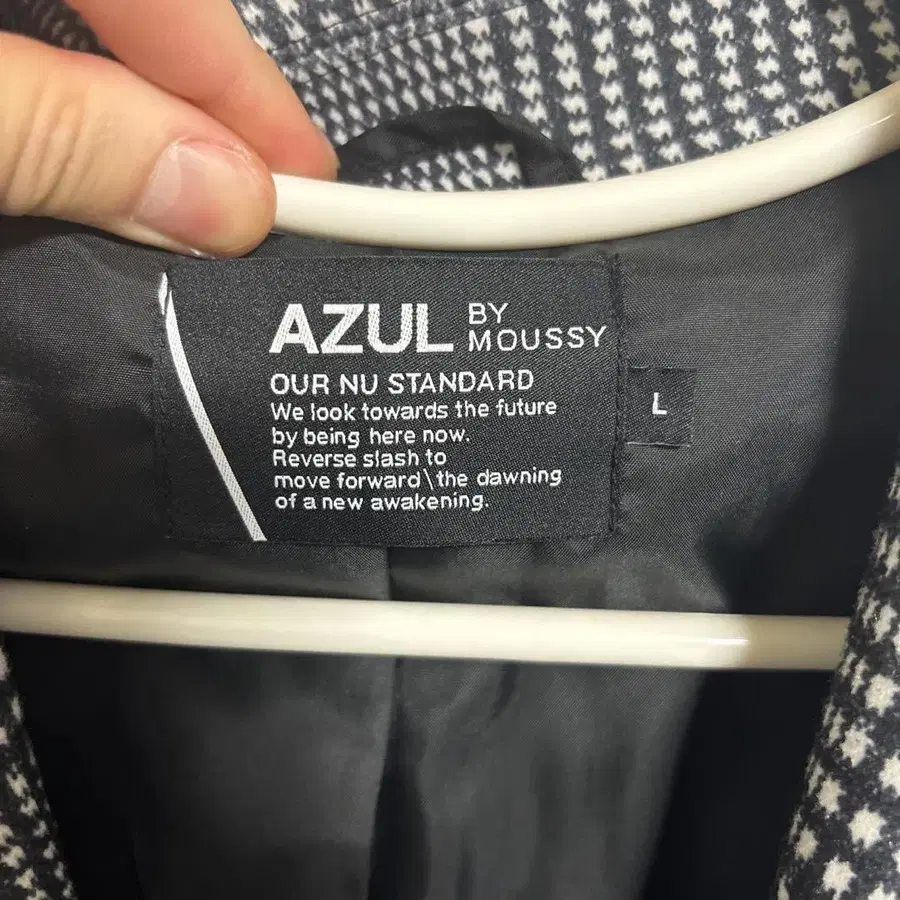 AZUL BY MOUSSY
OUR NU STANDARD
We look towards the future
by being here now.
Reverse slash to
move forward\the dawning
of a new awakening.
L